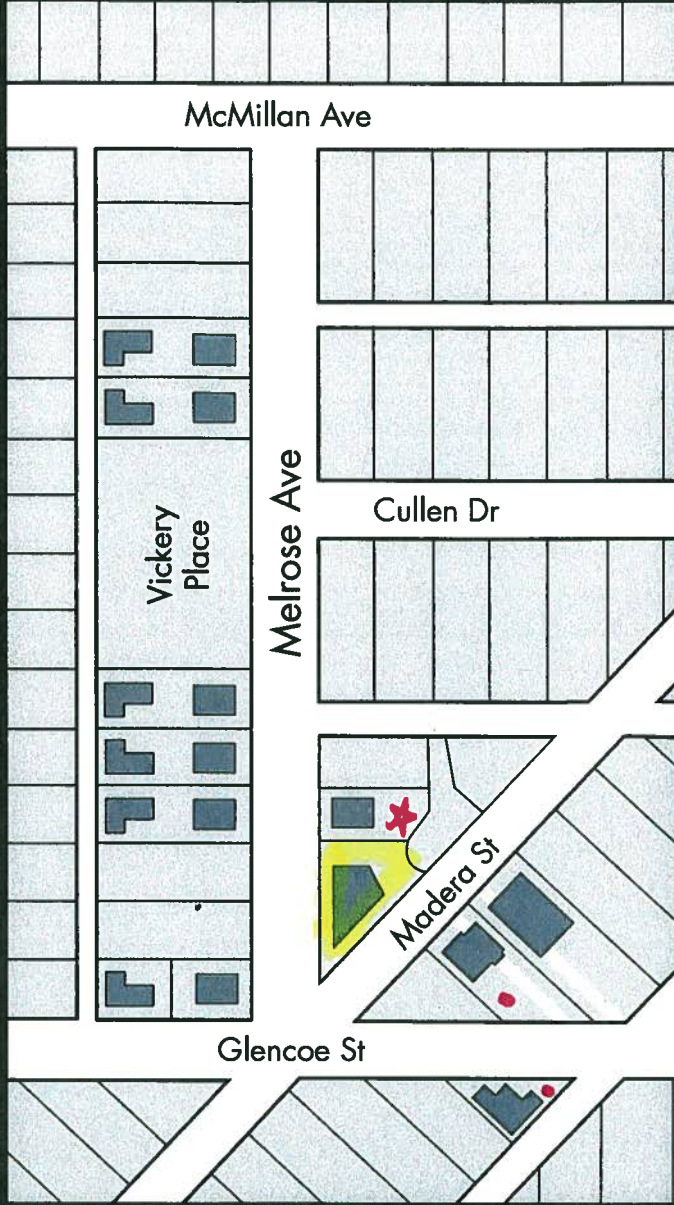 McMillan Ave
Vickery
Place
Melrose Ave
Cullen Dr
Madera St
Glencoe St